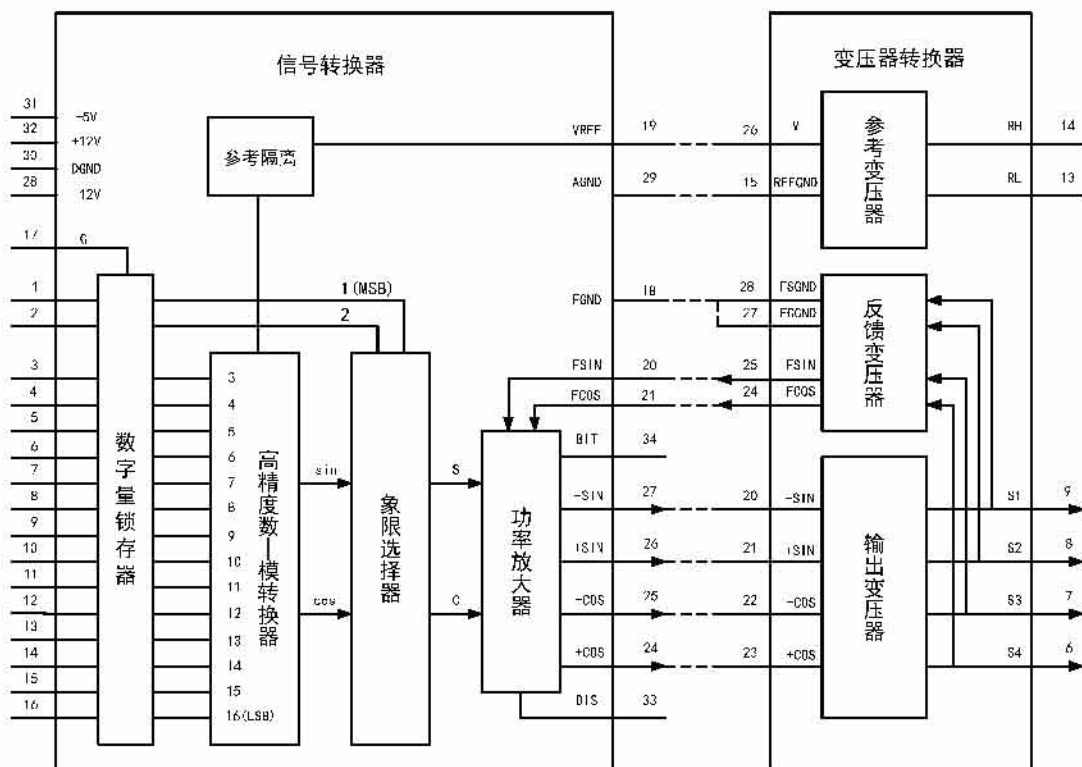 信号转换器
变压器转换器
31 -5V
32 +12V
30 DGND
28 12V
17 G
参考隔离
VREF 19 26 V
AGND 29 15
参考变压器
RH 14
RL 13
1 1(MSB)
2 2
FGND 18 28 FSGND
27
反馈变压器
FSIN 20 25 FSIN
FCOS 21 24 FCOS
3 3
4 4
5 5
6 6
7 7
8 8
9 9
10 10
11 11
12 12
13 13
14 14
15 15
16 16(LSB)
数字量锁存器
高精度数—模转换器
sin
cos
象限选择器
S
C
功率放大器
BIT 34
-SIN 27 20 -SIN
+SIN 26 21 +SIN
-COS 25 22 -COS
+COS 24 23 +COS
DIS 33
输出变压器
S1 9
S2 8
S3 7
S4 6